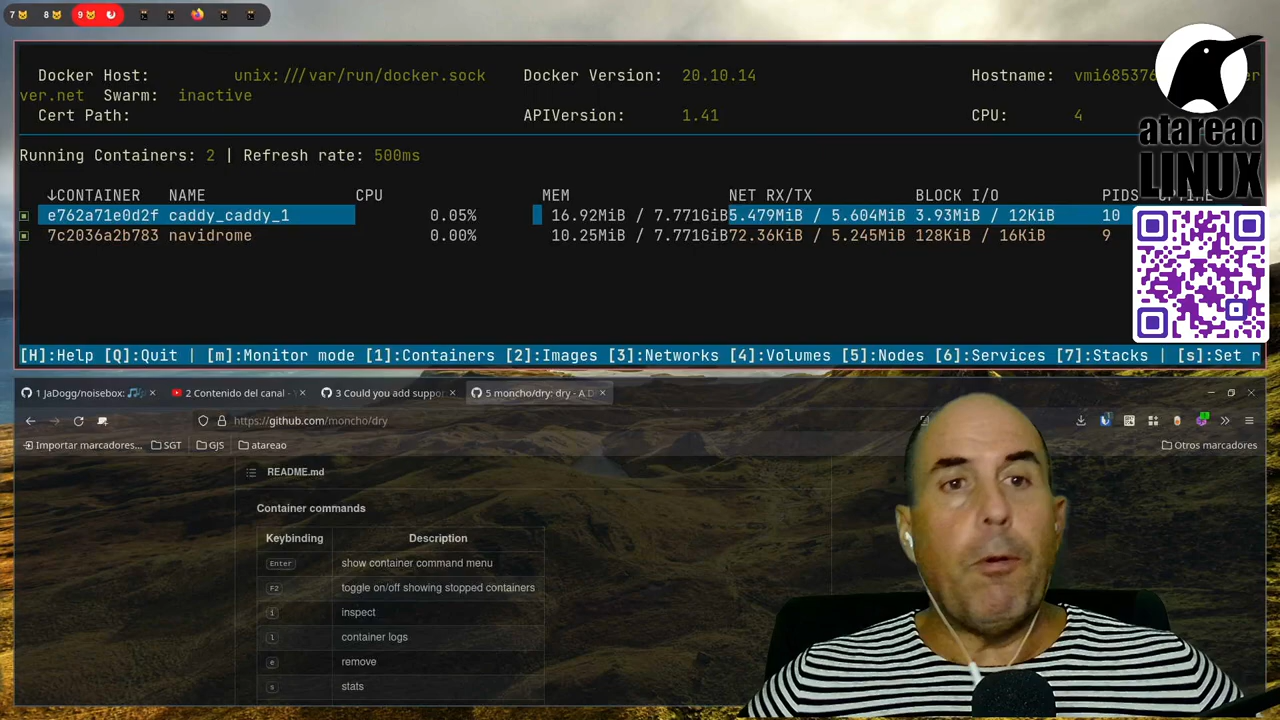 7 8 9
Docker Host: unix:///var/run/docker.sock Docker Version: 20.10.14 Hostname: vmi685376
ver.net Swarm: inactive
Cert Path: APIVersion: 1.41 CPU: 4
atareao
LINUX
Running Containers: 2 | Refresh rate: 500ms
↓CONTAINER NAME CPU MEM NET RX/TX BLOCK I/O PIDS UPTIME
e762a71e0d2f caddy_caddy_1 0.05% 16.92MiB / 7.771GiB 5.479MiB / 5.604MiB 3.93MiB / 12KiB 10
7c2036a2b783 navidrome 0.00% 10.25MiB / 7.771GiB 72.36KiB / 5.245MiB 128KiB / 16KiB 9
[H]:Help [Q]:Quit | [m]:Monitor mode [1]:Containers [2]:Images [3]:Networks [4]:Volumes [5]:Nodes [6]:Services [7]:Stacks | [s]:Set r
1 JaDogg/noisebox: 2 Contenido del canal - 3 Could you add suppor 5 moncho/dry: dry - A D
https://github.com/moncho/dry
Importar marcadores... SGT GJS atareao Otros marcadores
README.md
Container commands
Keybinding Description
Enter show container command menu
F2 toggle on/off showing stopped containers
i inspect
l container logs
e remove
s stats